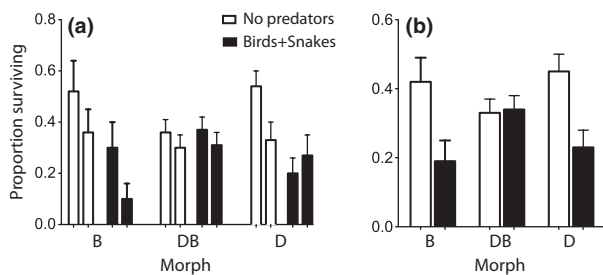 (a)
No predators
Birds+Snakes
(b)
Proportion surviving
0.8
0.6
0.4
0.2
0.0
B
DB
D
Morph
0.6
0.4
0.2
0.0
B
DB
D
Morph